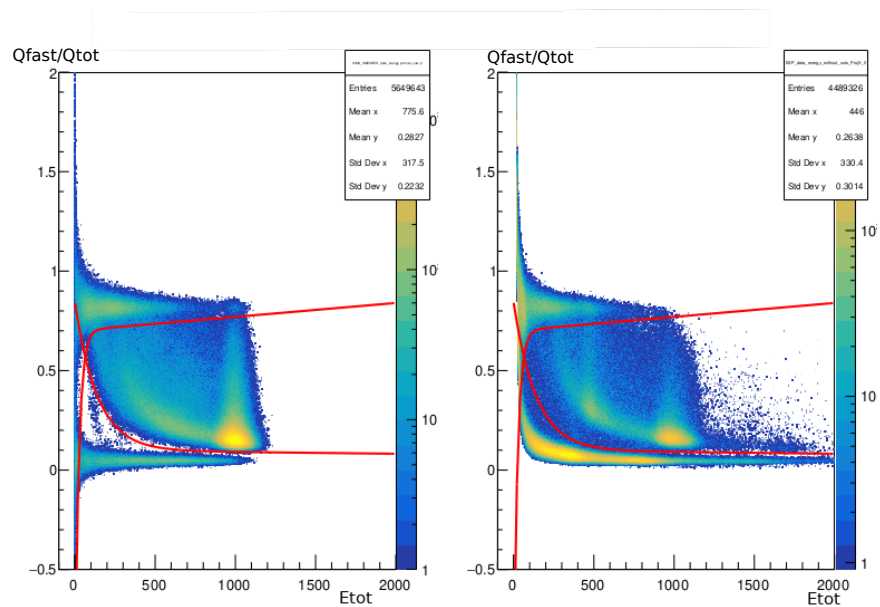 Qfast/Qtot
Entries 5649643
Mean x 775.6
Mean y 0.2827
Std Dev x 317.5
Std Dev y 0.2232
2
1.5
1
0.5
0
−0.5
0 500 1000 1500 2000
Etot
10
1
Qfast/Qtot
Entries 4489326
Mean x 446
Mean y 0.2638
Std Dev x 330.4
Std Dev y 0.3014
2
1.5
1
0.5
0
−0.5
0 500 1000 1500 2000
Etot
10
1